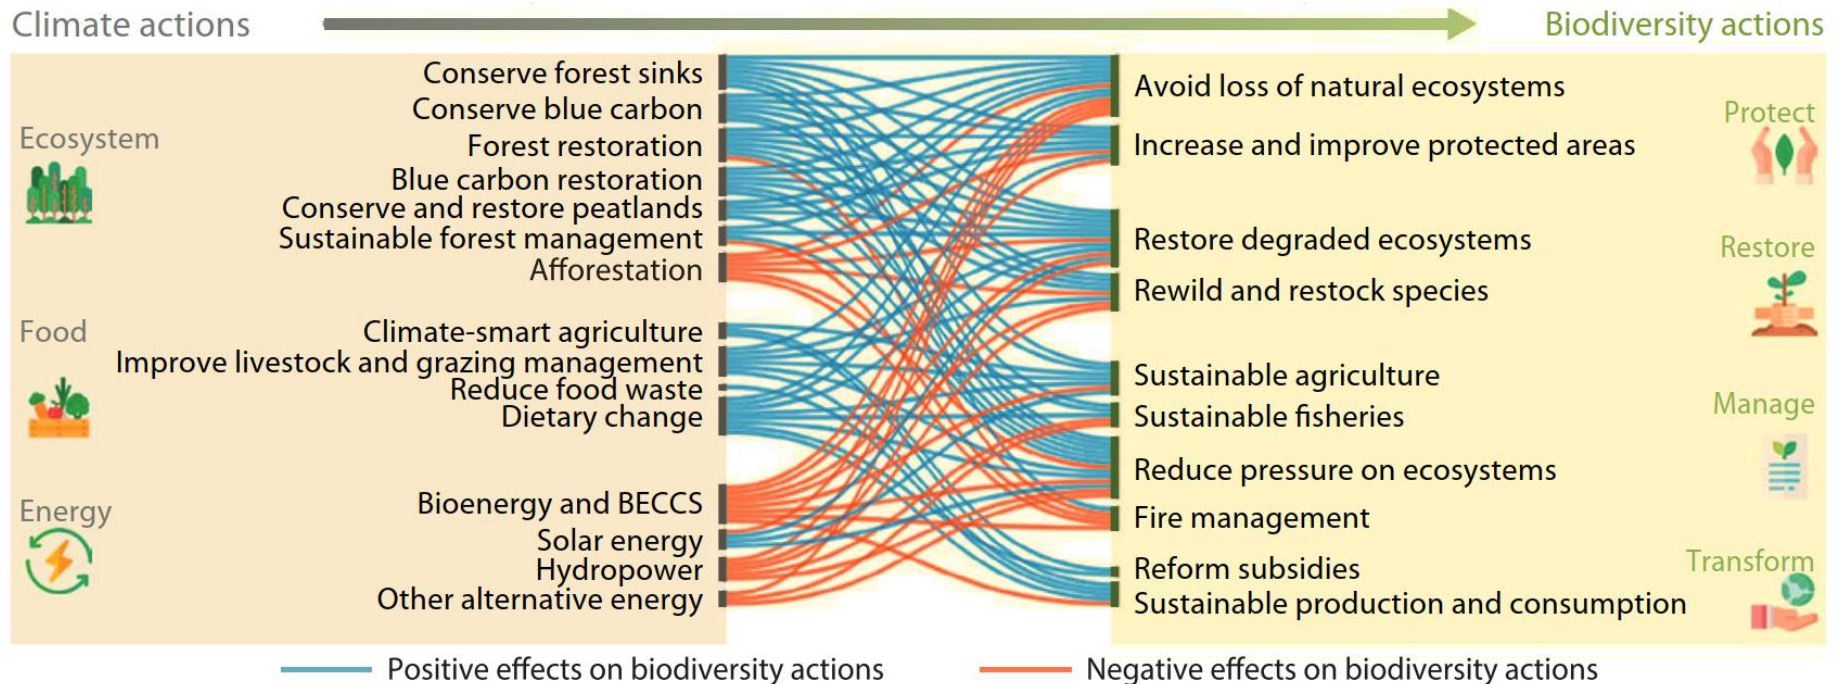 Climate actions
Biodiversity actions
Ecosystem
Conserve forest sinks
Conserve blue carbon
Forest restoration
Blue carbon restoration
Conserve and restore peatlands
Sustainable forest management
Afforestation
Food
Climate-smart agriculture
Improve livestock and grazing management
Reduce food waste
Dietary change
Energy
Bioenergy and BECCS
Solar energy
Hydropower
Other alternative energy
Avoid loss of natural ecosystems
Increase and improve protected areas
Protect
Restore degraded ecosystems
Rewild and restock species
Restore
Sustainable agriculture
Sustainable fisheries
Reduce pressure on ecosystems
Fire management
Manage
Reform subsidies
Sustainable production and consumption
Transform
Positive effects on biodiversity actions
Negative effects on biodiversity actions